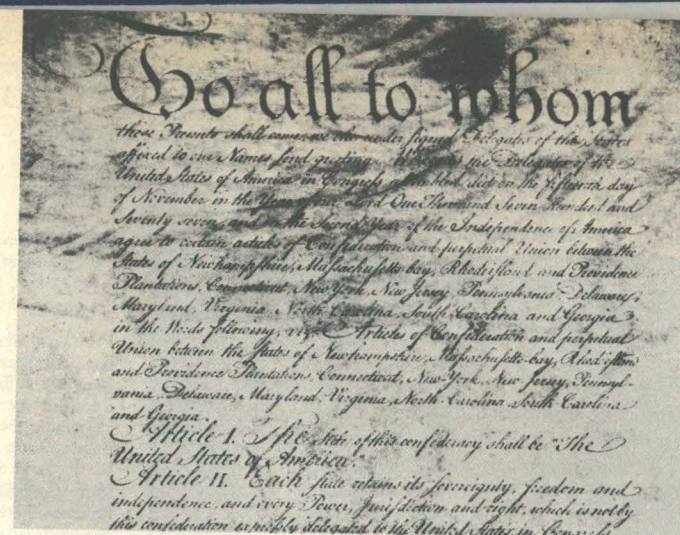 To all to whom
these Presents shall come, we the under signed Delegates of the States
affixed to our Names send greeting. Whereas the Delegates of the
United States of America in Congress assembled did on the fifteenth day
of November in the Year of our Lord One Thousand Seven Hundred and
Seventy seven, and in the Second Year of the Independence of America
agree to certain articles of Confederation and perpetual Union between the
States of Newhampshire, Massachusetts-bay, Rhodeisland and Providence
Plantations, Connecticut, New York, New Jersey, Pennsylvania, Delaware,
Maryland, Virginia, North-Carolina, South-Carolina and Georgia
in the Words following, viz. Articles of Confederation and perpetual
Union between the States of Newhampshire, Massachusetts-bay, Rhodeisland
and Providence Plantations, Connecticut, New-York, New-Jersey, Pennsyl-
vania, Delaware, Maryland, Virginia, North-Carolina, South-Carolina
and Georgia.
Article I. The Stile of this confederacy shall be "The
United States of America."
Article II. Each state retains its sovereignty, freedom and
independence, and every Power, Jurisdiction and right, which is not by
this confederation expressly delegated to the United States, in Congress